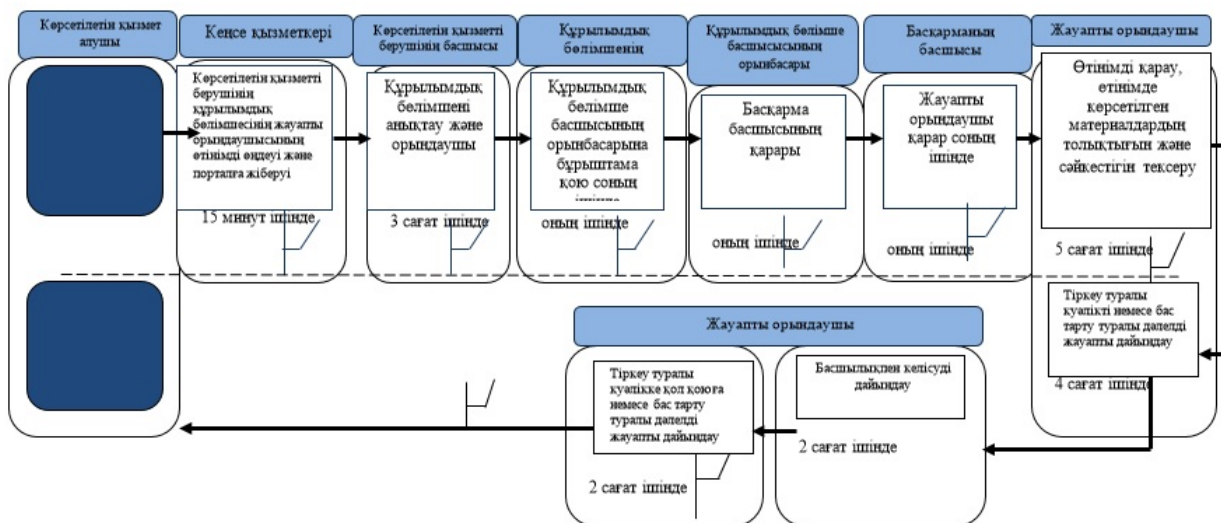 Көрсетілетін қызмет
алушы
Кеңсе қызметкері
Көрсетілетін қызметті
берушінің басшысы
Құрылымдық
бөлімшенің
Құрылымдық бөлімше
басшысысының
орынбасары
Басқарманың
басшысы
Жауапты орындаушы
Көрсетілетін қызметті
берушінің
құрылымдық
бөлімшесінің жауапты
орындаушысының
өтінімді өңдеуі және
порталға жіберуі
15 минут ішінде
Құрылымдық
бөлімшені
анықтау және
орындаушы
3 сағат ішінде
Құрылымдық
бөлімше
басшысының
орынбасарына
бұрыштама
қою соның
оның ішінде
Басқарма
басшысының
қарары
оның ішінде
Жауапты
орындаушы
қарар соның
ішінде
оның ішінде
Өтінімді қарау,
өтінімде
көрсетілген
материалдардың
толықтығын және
сәйкестігін тексеру
5 сағат ішінде
Тіркеу туралы
куәлікті немесе бас
тарту туралы дәлелді
жауапты дайындау
4 сағат ішінде
Жауапты орындаушы
Тіркеу туралы
куәлікке қол қоюға
немесе бас тарту
туралы дәлелді
жауапты дайындау
2 сағат ішінде
Басшылықпен келісуді
дайындау
2 сағат ішінде